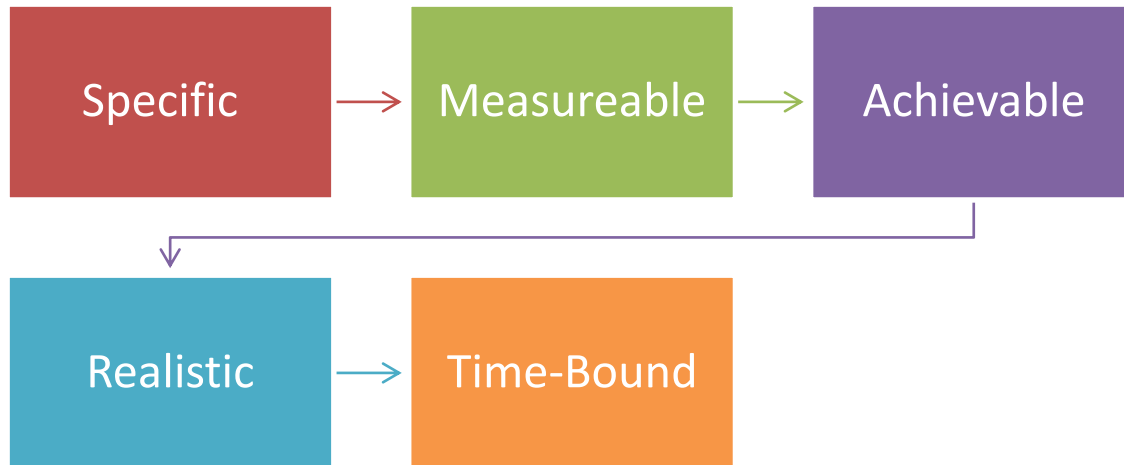 Specific
Measureable
Achievable
Realistic
Time-Bound